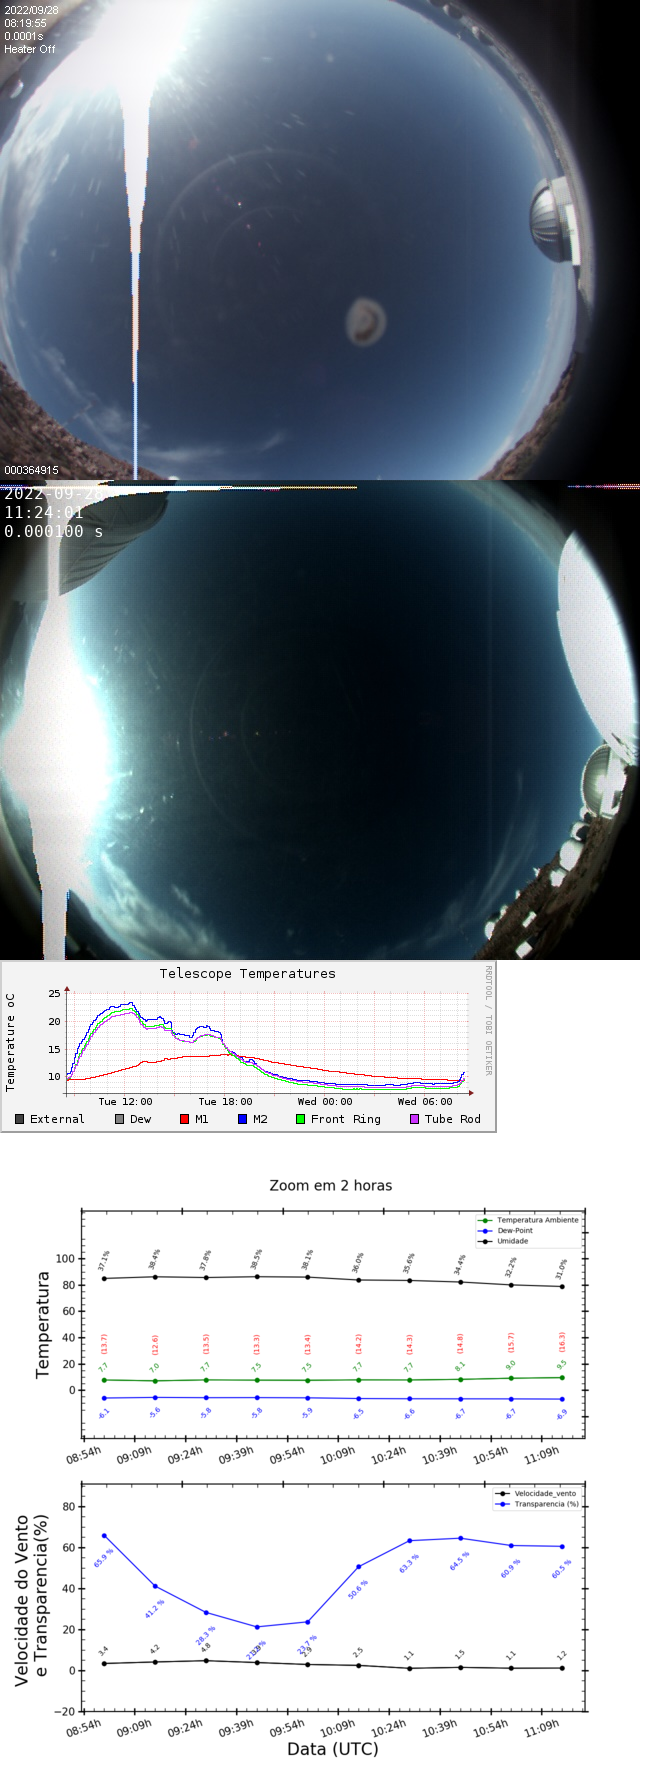 2022/09/28
08:19:55
0.0001s
Heater Off
000364915
2022-09-28
11:24:01
0.000100 s
Telescope Temperatures
RRDTOOL / TOBI OETIKER
Temperature oC
25
20
15
10
Tue 12:00 Tue 18:00 Wed 00:00 Wed 06:00
External Dew M1 M2 Front Ring Tube Rod
Zoom em 2 horas
Temperatura Ambiente
Dew-Point
Umidade
Temperatura
100
80
60
40
20
0
37.1% 38.4% 37.8% 38.5% 38.1% 36.0% 35.6% 34.4% 32.2% 31.0%
(13.7) (12.6) (13.5) (13.3) (13.4) (14.2) (14.3) (14.8) (15.7) (16.3)
7.7 7.0 7.7 7.5 7.5 7.7 7.7 8.1 9.0 9.5
-6.1 -5.6 -5.8 -5.8 -5.9 -6.5 -6.6 -6.7 -6.7 -6.9
08:54h 09:09h 09:24h 09:39h 09:54h 10:09h 10:24h 10:39h 10:54h 11:09h
Velocidade_vento
Transparencia (%)
Velocidade do Vento
e Transparencia(%)
80
60
40
20
0
−20
65.9 % 41.2 % 28.3 % 50.6 % 63.3 % 64.5 % 60.9 % 60.5 %
3.4 4.2 4.8 2.9 2.5 1.1 1.5 1.1 1.2
08:54h 09:09h 09:24h 09:39h 09:54h 10:09h 10:24h 10:39h 10:54h 11:09h
Data (UTC)